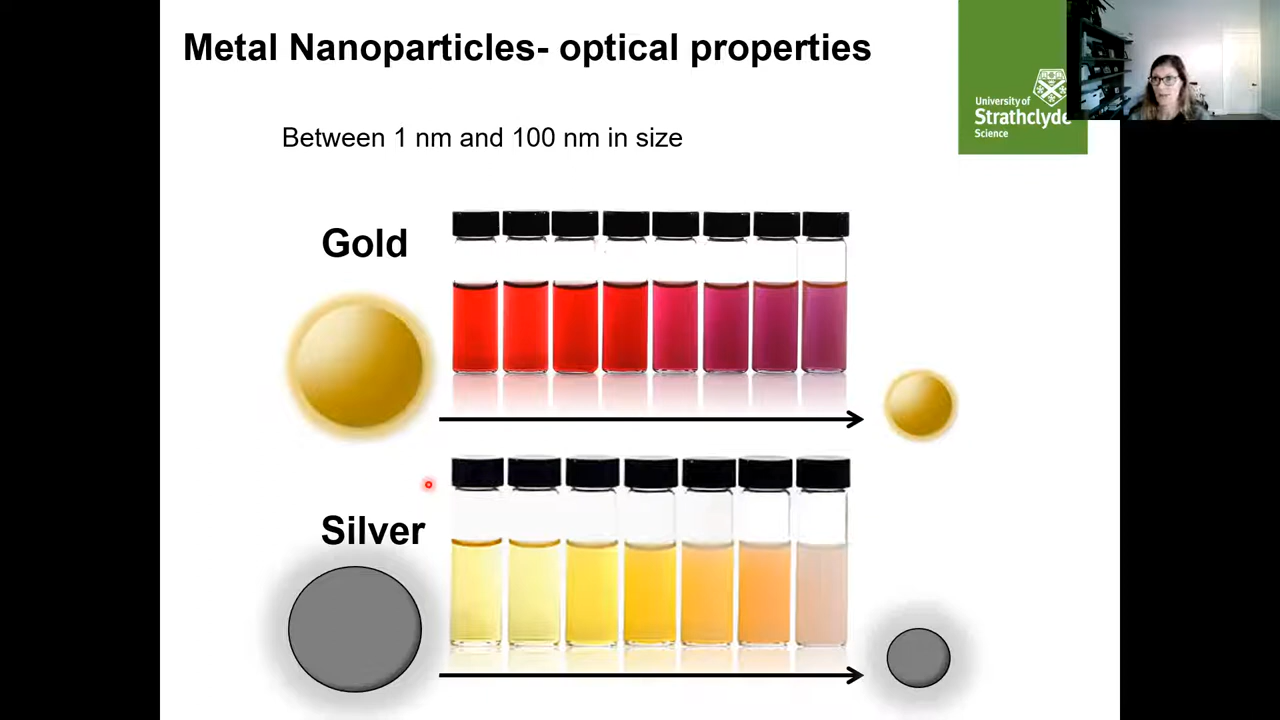 Metal Nanoparticles- optical properties
Between 1 nm and 100 nm in size
University of
Strathclyde
Science
Gold
Silver